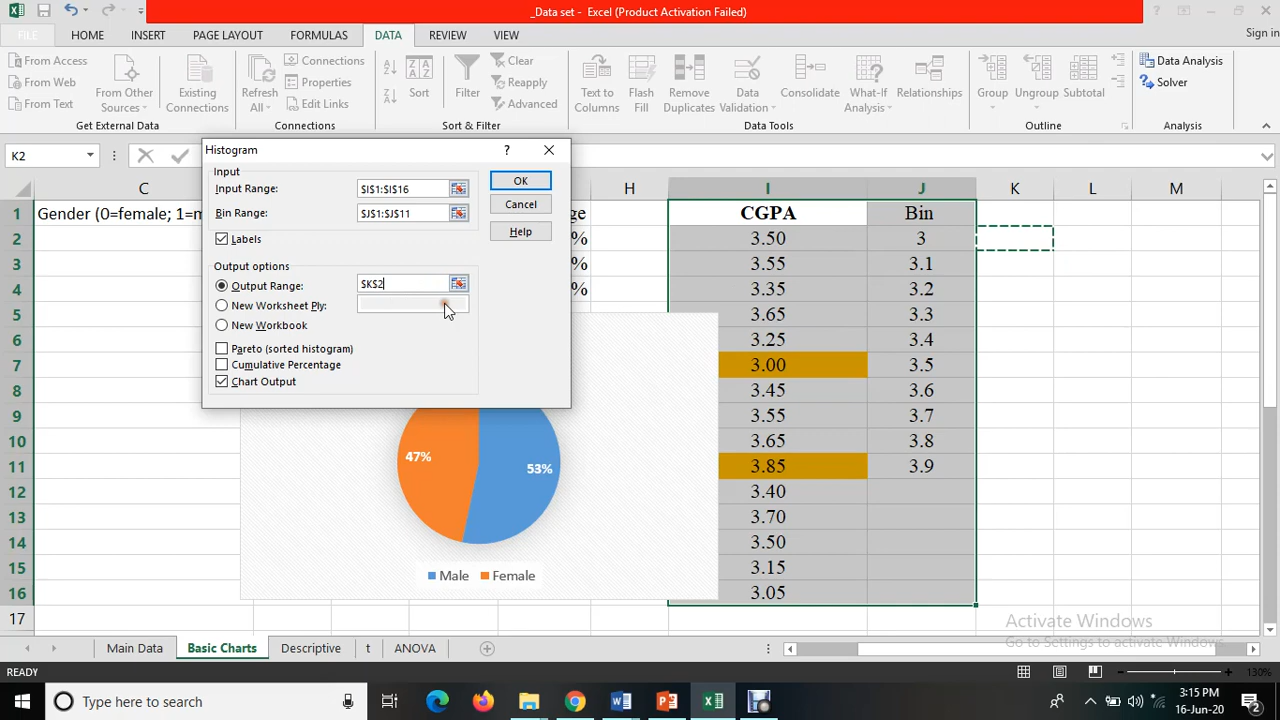 _Data set - Excel (Product Activation Failed)
FILE HOME INSERT PAGE LAYOUT FORMULAS DATA REVIEW VIEW Sign in
From Access
From Web
From Text
From Other Sources
Existing Connections
Get External Data
Refresh All
Connections
Properties
Edit Links
Connections
Sort
Filter
Clear
Reapply
Advanced
Sort & Filter
Text to Columns
Flash Fill
Remove Duplicates
Data Validation
Consolidate
What-If Analysis
Relationships
Data Tools
Group
Ungroup
Subtotal
Outline
Data Analysis
Solver
Analysis
K2
Histogram
Input
Input Range: $I$1:$I$16
Bin Range: $J$1:$J$11
Labels
Output options
Output Range: $K$2
New Worksheet Ply:
New Workbook
Pareto (sorted histogram)
Cumulative Percentage
Chart Output
OK
Cancel
Help
C H I J K L M
1 Gender (0=female; 1=m ge CGPA Bin
2 % 3.50 3
3 % 3.55 3.1
4 % 3.35 3.2
5 3.65 3.3
6 3.25 3.4
7 3.00 3.5
8 3.45 3.6
9 3.55 3.7
10 3.65 3.8
11 3.85 3.9
12 3.40
13 3.70
14 3.50
15 3.15
16 3.05
17
47%
53%
Male Female
Activate Windows
Go to Settings to activate Windows.
Main Data Basic Charts Descriptive t ANO
READY 130%
Type here to search
3:15 PM
16-Jun-20
2